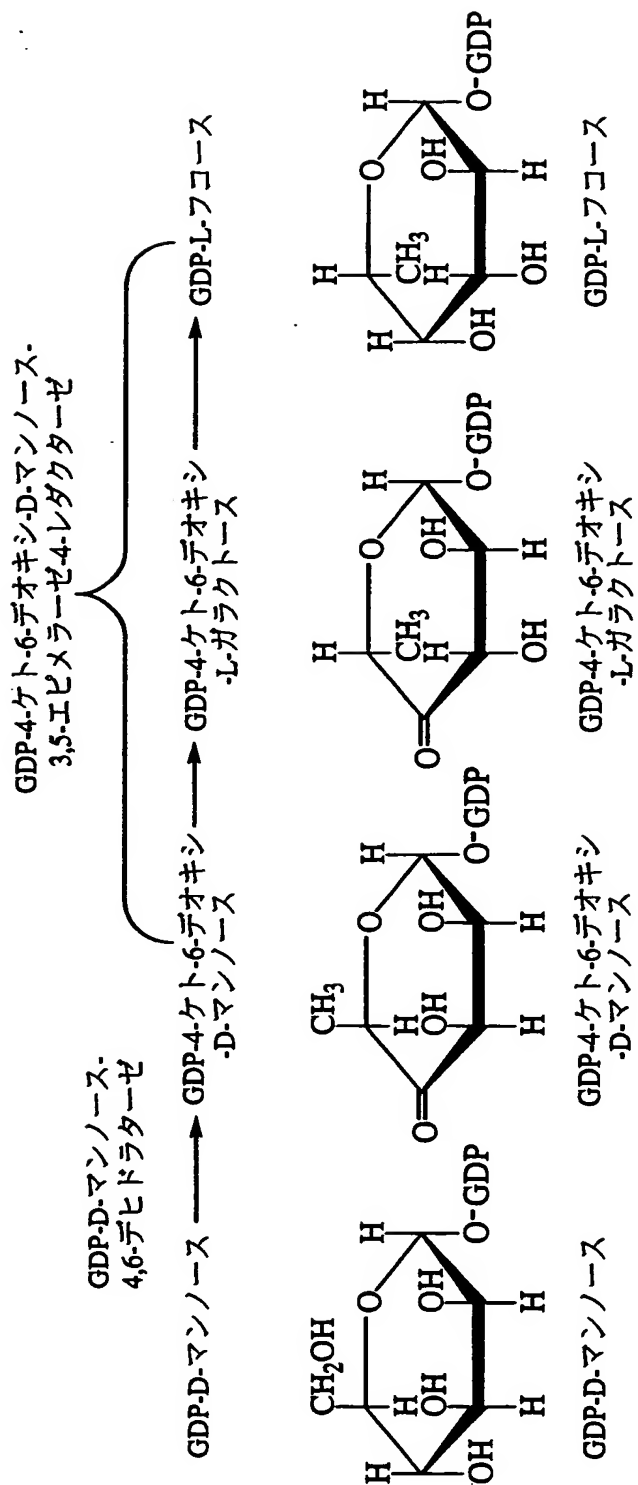 GDP-D-マンノース-
4,6-デヒドラターゼ
GDP-4-ケト-6-デオキシ-D-マンノース-
3,5-エピメラーゼ-4-レダクターゼ
GDP-D-マンノース
GDP-4-ケト-6-デオキシ
-D-マンノース
GDP-4-ケト-6-デオキシ
-L-ガラクトース
GDP-L-フコース
CH2OH
H
O
H
H
OH
OH
OH
H
H
O-GDP
GDP-D-マンノース
CH3
O
H
H
OH
OH
O
H
H
O-GDP
GDP-4-ケト-6-デオキシ
-D-マンノース
H
O
H
CH3
H
OH
O
OH
H
O-GDP
GDP-4-ケト-6-デオキシ
-L-ガラクトース
H
O
H
H
CH3
H
OH
OH
OH
H
O-GDP
GDP-L-フコース